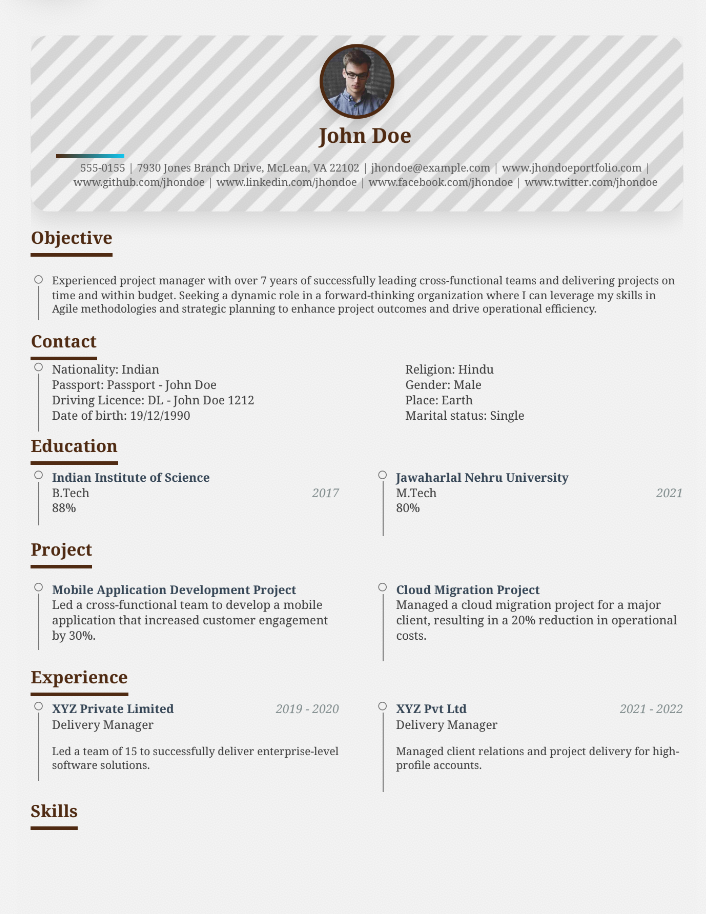 John Doe
555-0155 | 7930 Jones Branch Drive, McLean, VA 22102 | jhondoe@example.com | www.jhondoeportfolio.com |
www.github.com/jhondoe | www.linkedin.com/jhondoe | www.facebook.com/jhondoe | www.twitter.com/jhondoe
Objective
Experienced project manager with over 7 years of successfully leading cross-functional teams and delivering projects on
time and within budget. Seeking a dynamic role in a forward-thinking organization where I can leverage my skills in
Agile methodologies and strategic planning to enhance project outcomes and drive operational efficiency.
Contact
Nationality: Indian
Passport: Passport - John Doe
Driving Licence: DL - John Doe 1212
Date of birth: 19/12/1990
Religion: Hindu
Gender: Male
Place: Earth
Marital status: Single
Education
Indian Institute of Science
B.Tech 2017
88%
Jawaharlal Nehru University
M.Tech 2021
80%
Project
Mobile Application Development Project
Led a cross-functional team to develop a mobile
application that increased customer engagement
by 30%.
Cloud Migration Project
Managed a cloud migration project for a major
client, resulting in a 20% reduction in operational
costs.
Experience
XYZ Private Limited 2019 - 2020
Delivery Manager
Led a team of 15 to successfully deliver enterprise-level
software solutions.
XYZ Pvt Ltd 2021 - 2022
Delivery Manager
Managed client relations and project delivery for high-
profile accounts.
Skills